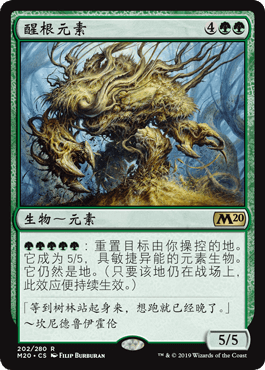 醒根元素 4
M20
生物～元素
：重置目标由你操控的地。
它成为5/5，具敏捷异能的元素生物。
它仍然是地。（只要该地仍在战场上，
此效应便持续生效。）
「等到树林站起身来，想跑就已经晚了。」
～坎尼德鲁伊霍伦
5/5
202/280 R
M20 • CS FILIP BURBURAN
™ & © 2019 Wizards of the Coast